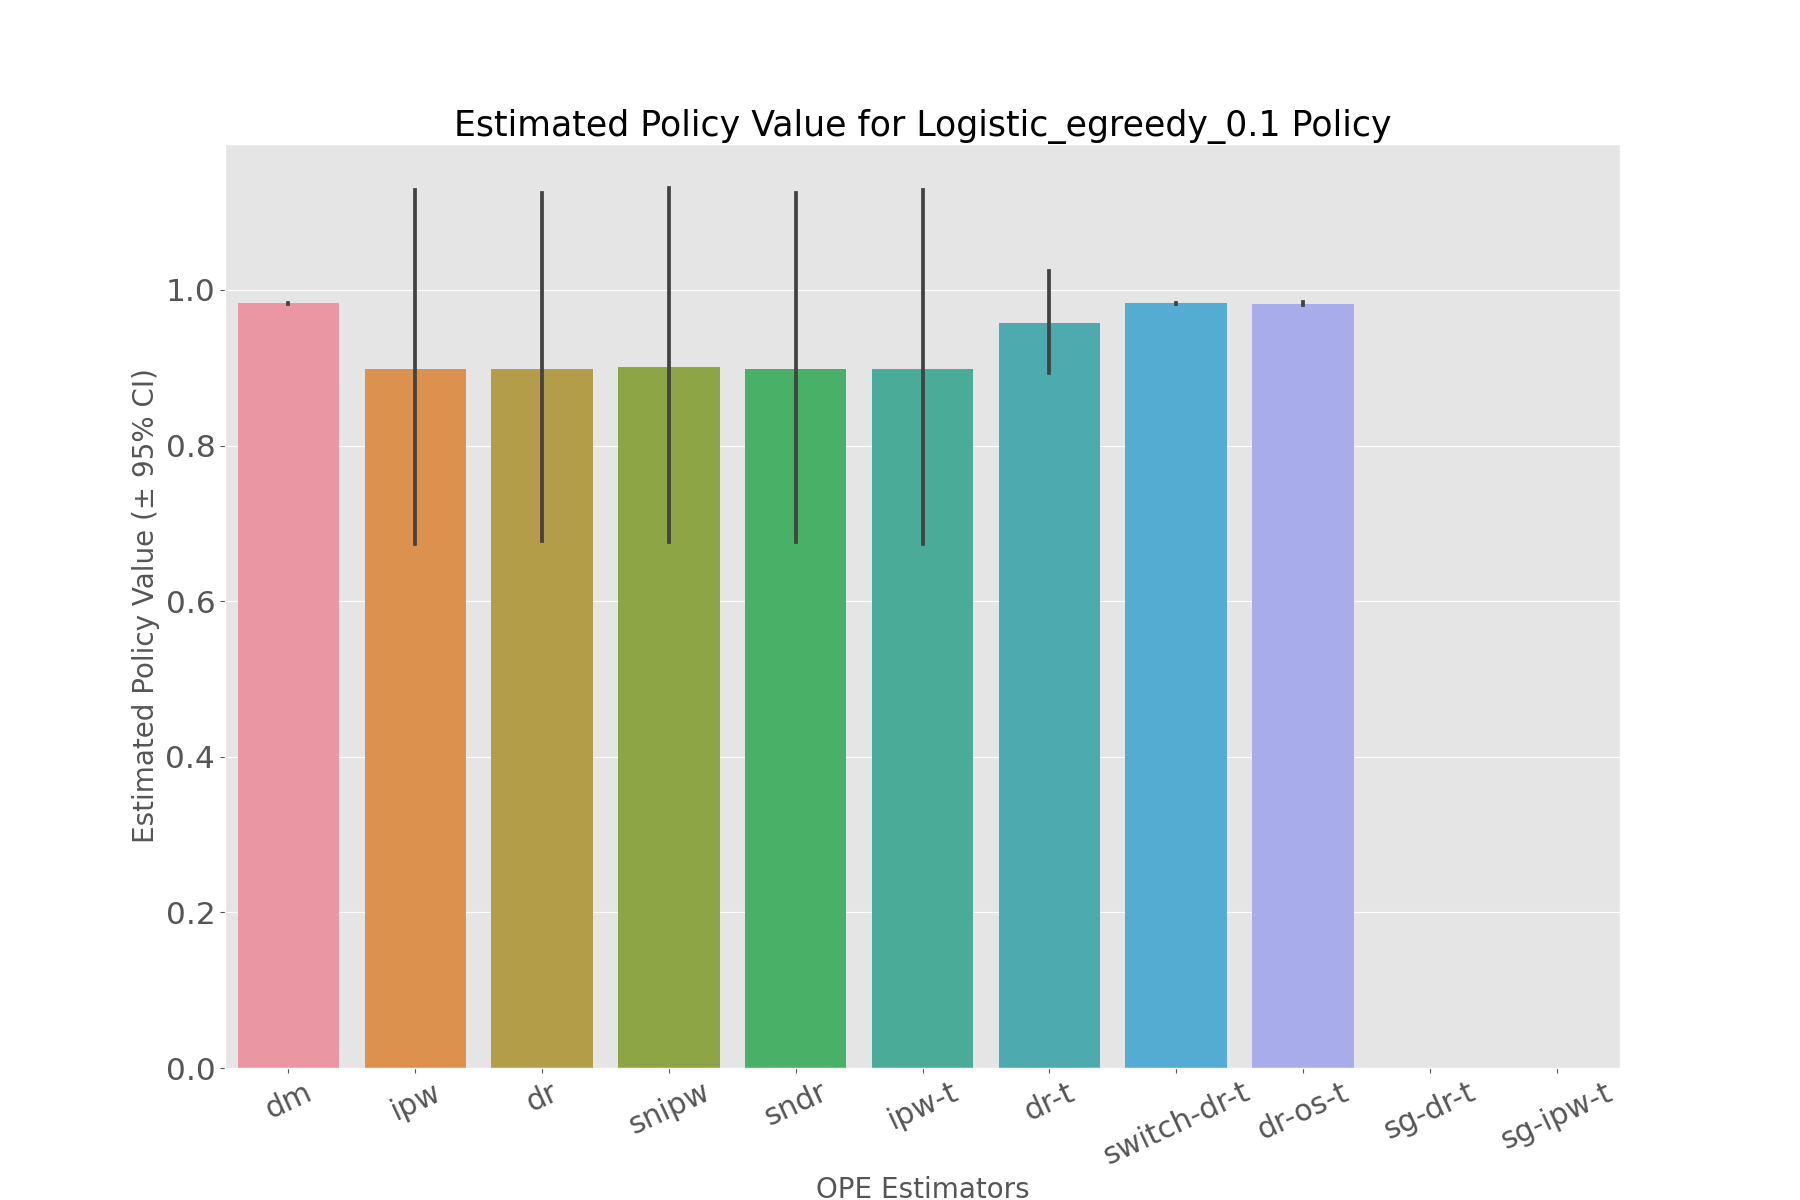 Estimated Policy Value for Logistic_egreedy_0.1 Policy
Estimated Policy Value (± 95% CI)
1.0
0.8
0.6
0.4
0.2
0.0
dm
ipw
dr
snipw
sndr
ipw-t
dr-t
switch-dr-t
dr-os-t
sg-dr-t
sg-ipw-t
OPE Estimators